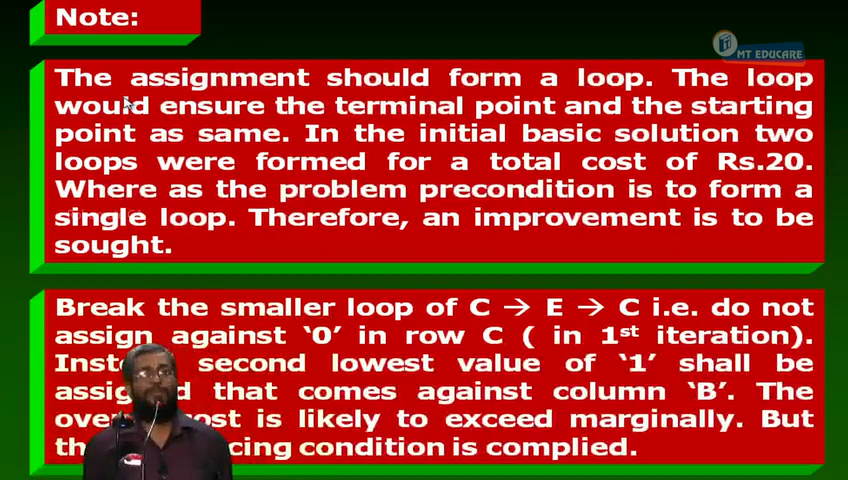 Note:
MT EDUCARE
The assignment should form a loop. The loop
would ensure the terminal point and the starting
point as same. In the initial basic solution two
loops were formed for a total cost of Rs.20.
Where as the problem precondition is to form a
single loop. Therefore, an improvement is to be
sought.
Break the smaller loop of C → E → C i.e. do not
assign against ‘0’ in row C ( in 1st iteration).
second lowest value of ‘1’ shall be
that comes against column ‘B’. The
cost is likely to exceed marginally. But
condition is complied.